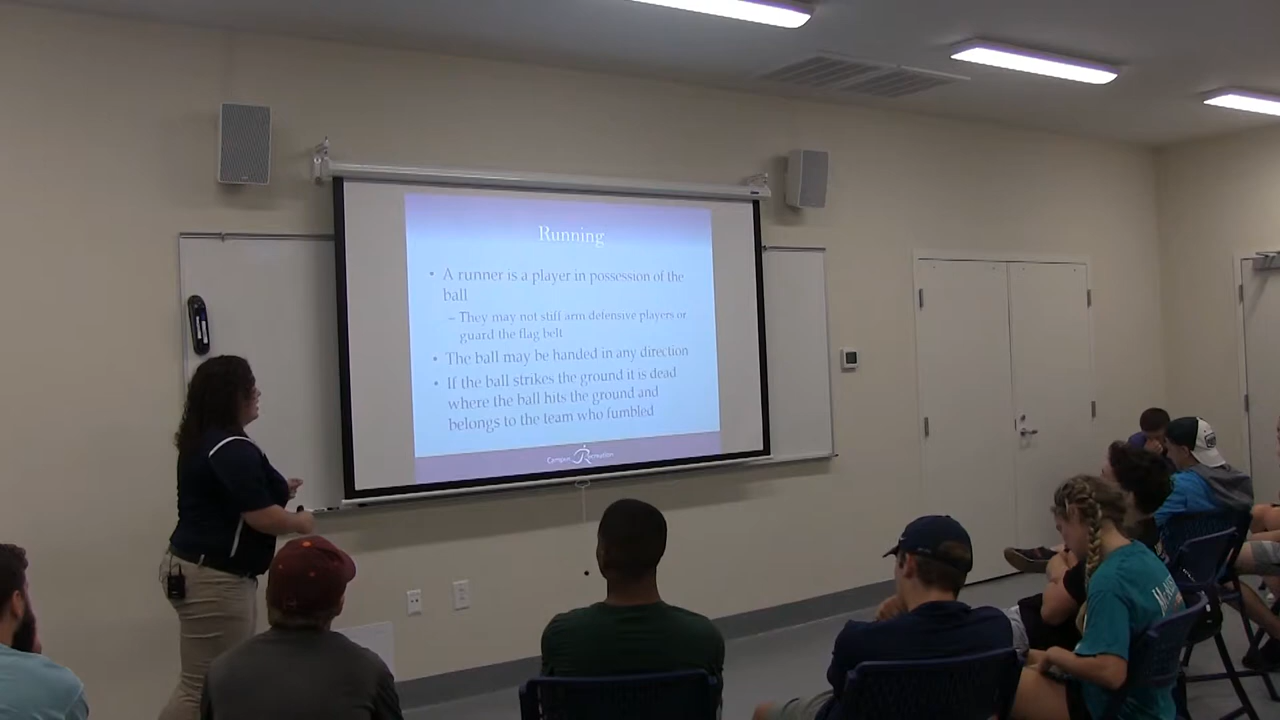 Running
• A runner is a player in possession of the
ball
– They may not stiff arm defensive players or
guard the flag belt
• The ball may be handed in any direction
• If the ball strikes the ground it is dead
where the ball hits the ground and
belongs to the team who fumbled
Campus Recreation